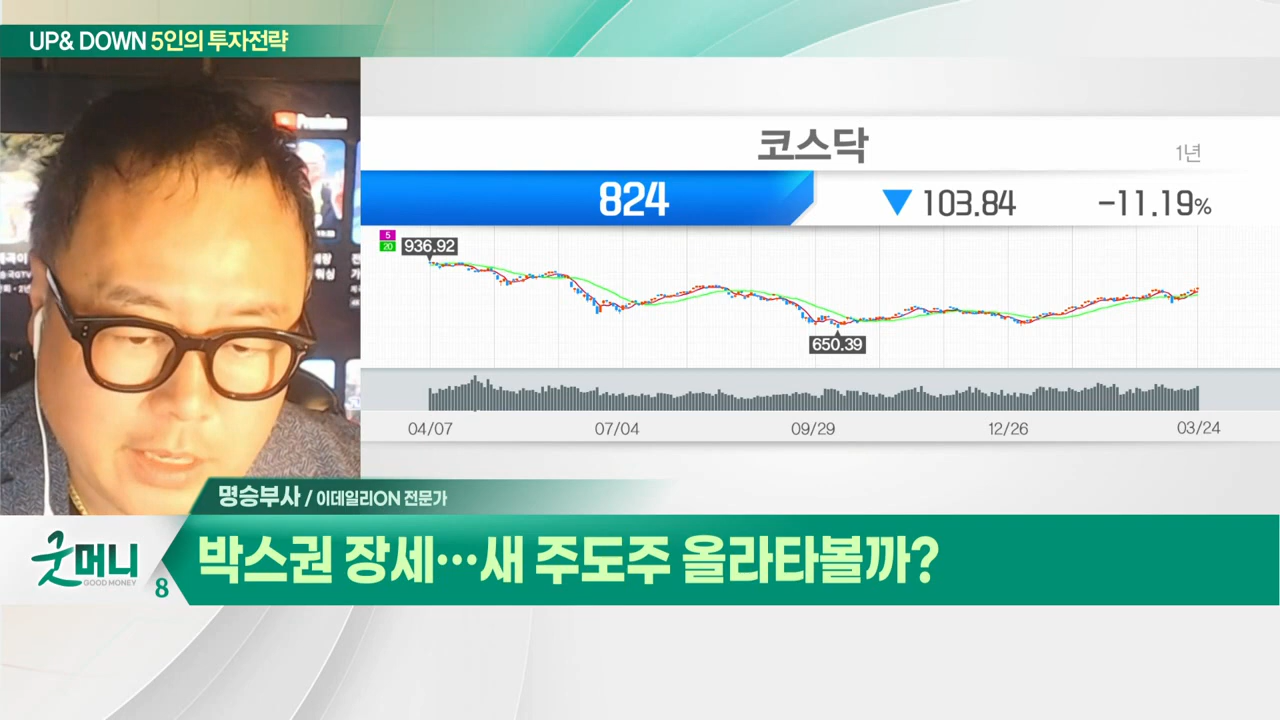 UP& DOWN 5인의 투자전략
Premium
코스닥
1년
824
▼ 103.84
-11.19%
5
20
936.92
650.39
04/07
07/04
09/29
12/26
03/24
명승부사 / 이데일리ON 전문가
굿머니
GOOD MONEY
8
박스권 장세…새 주도주 올라타볼까?